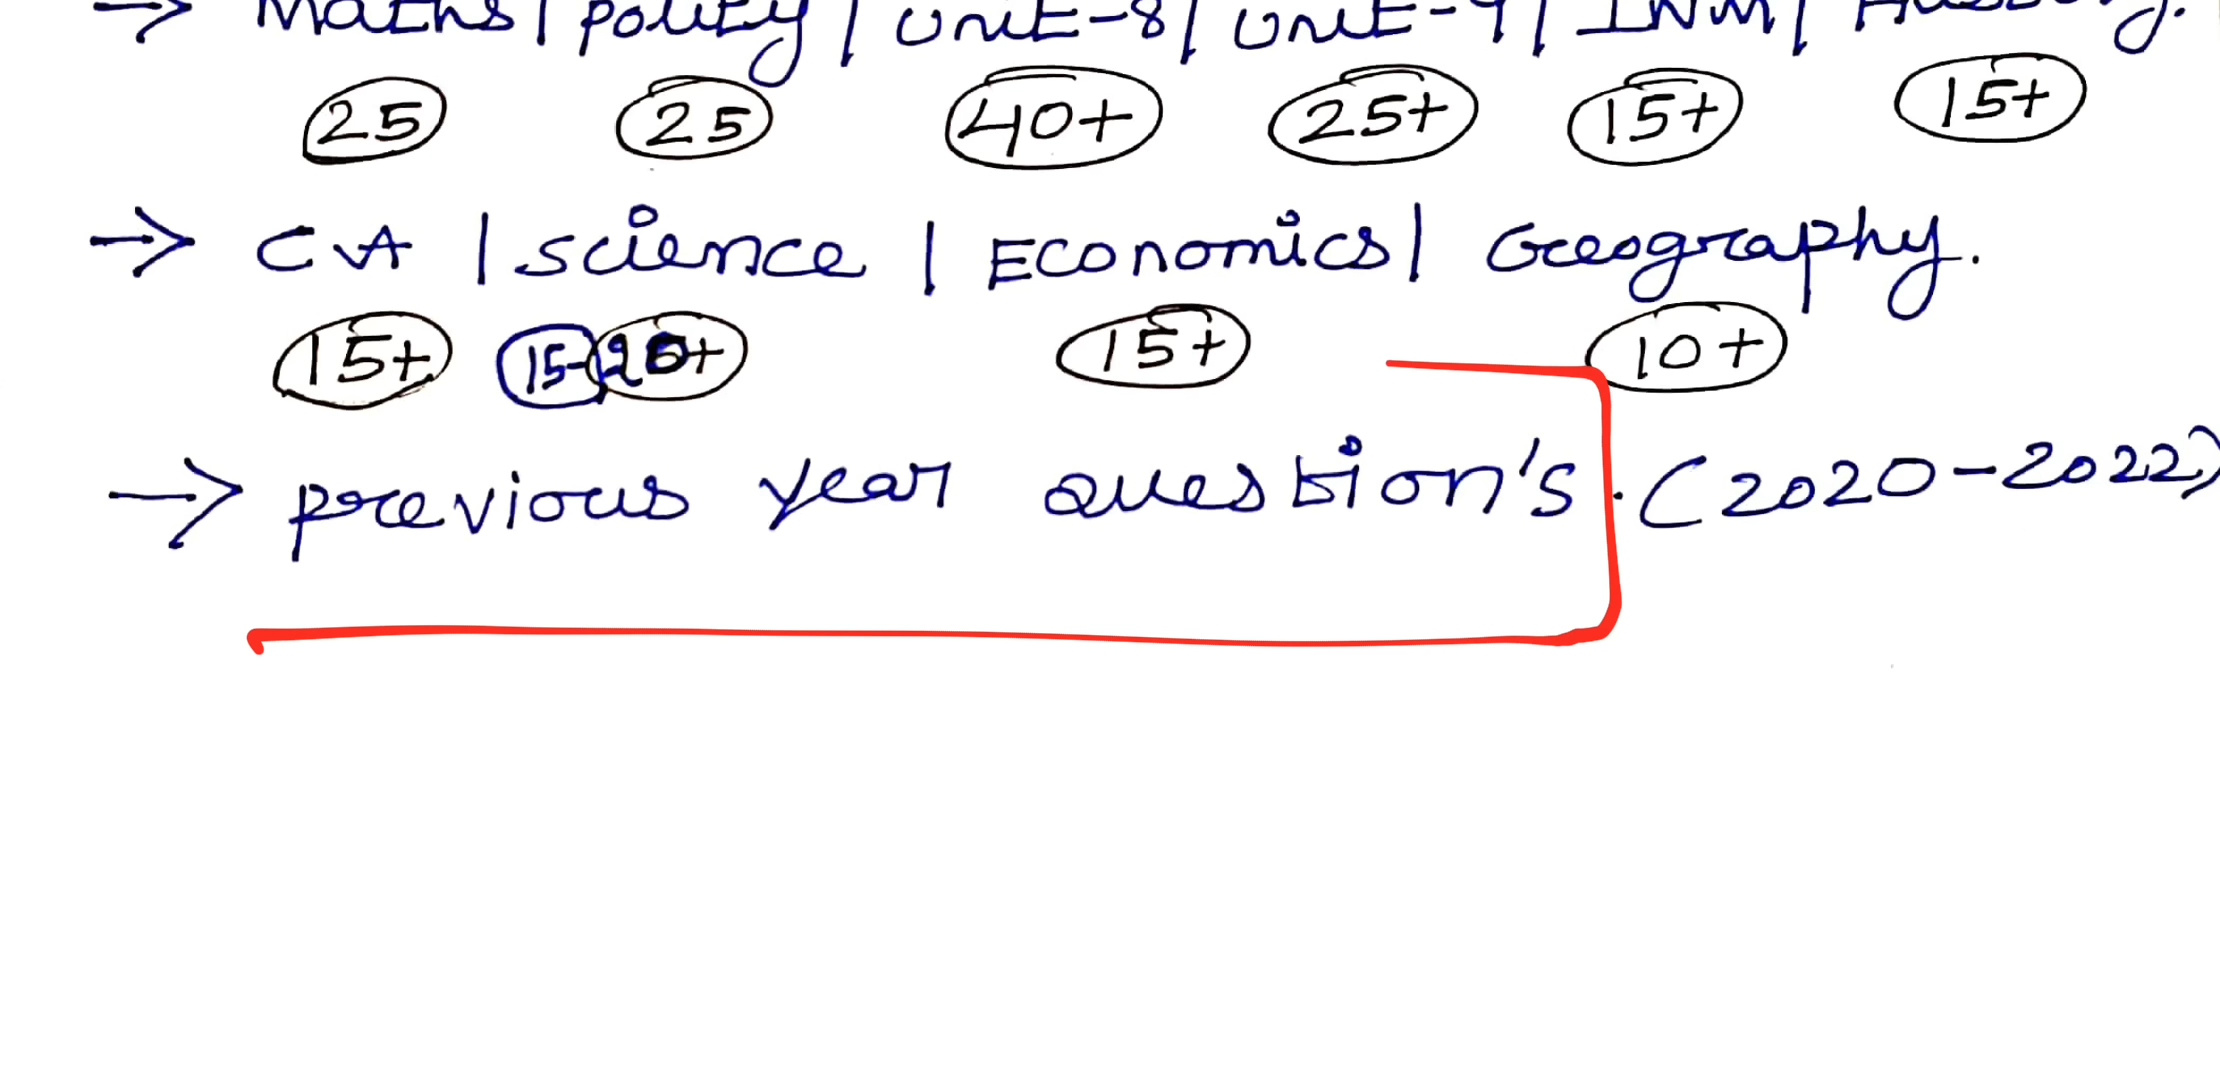 → Maths | Polity | Unit-8 | Unit-9 | INM | History.
25 25 40+ 25+ 15+ 15+
→ CA | Science | Economics | Geography.
15+ 15-20+ 15+ 10+
→ previous year question's. (2020-2022)